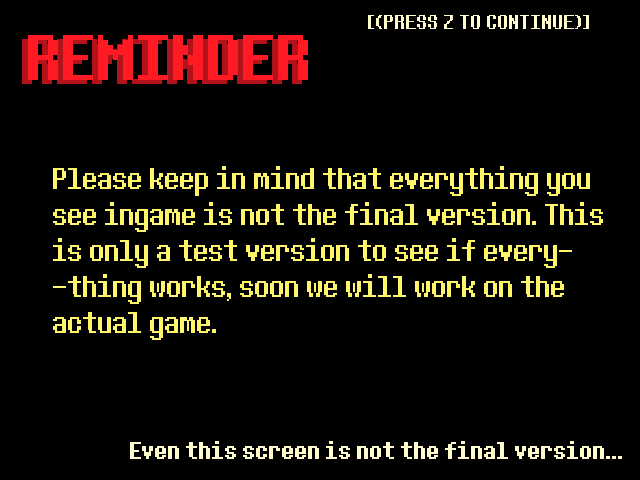 [(PRESS Z TO CONTINUE)]
REMINDER
Please keep in mind that everything you
see ingame is not the final version. This
is only a test version to see if every-
-thing works, soon we will work on the
actual game.
Even this screen is not the final version...